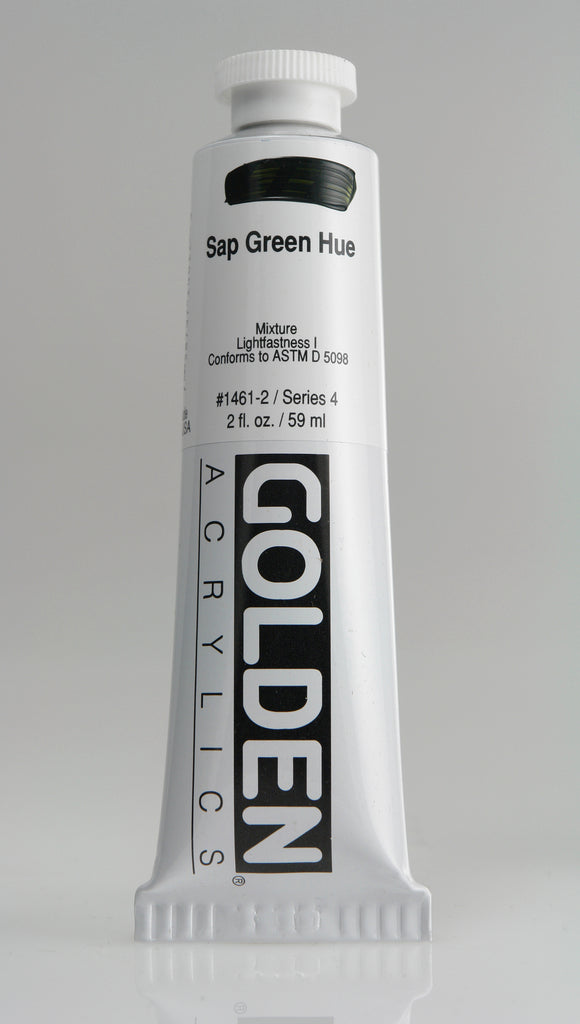 Sap Green Hue
Mixture
Lightfastness I
Conforms to ASTM D 5098
#1461-2 / Series 4
2 fl. oz. / 59 ml
GOLDEN
ACRYLICS
®